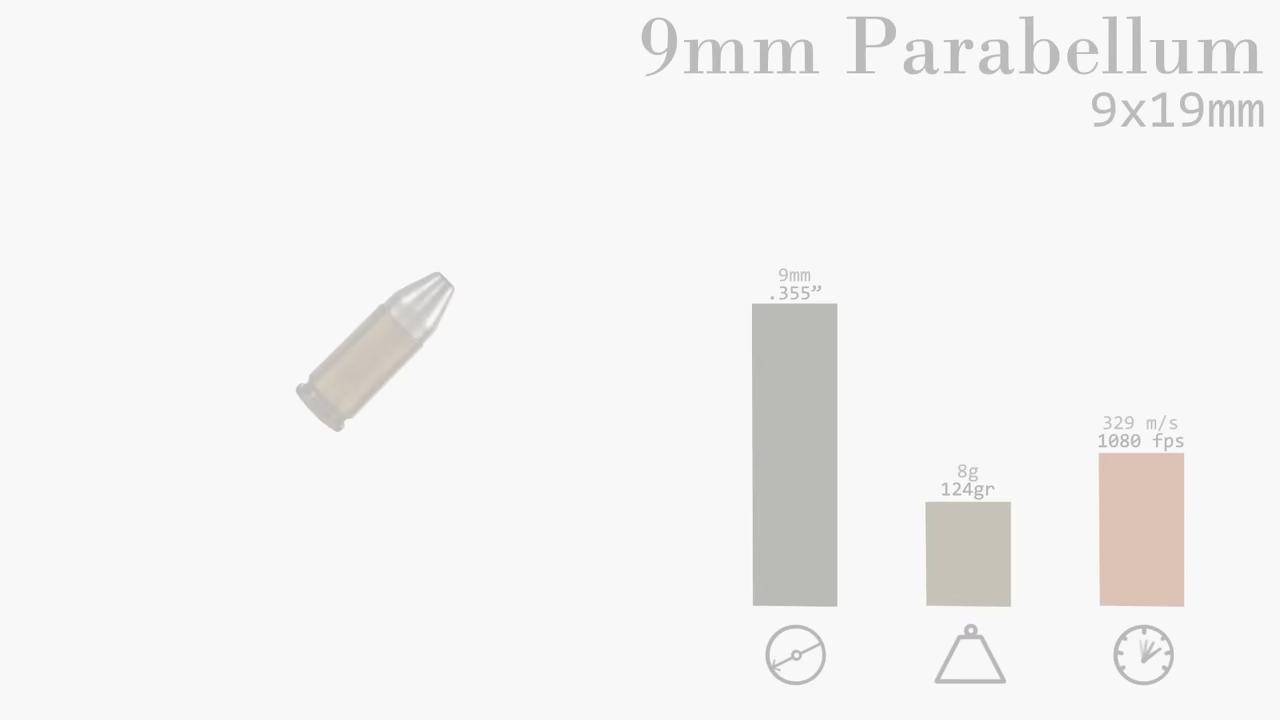 9mm Parabellum
9x19mm
9mm
.355”
8g
124gr
329 m/s
1080 fps